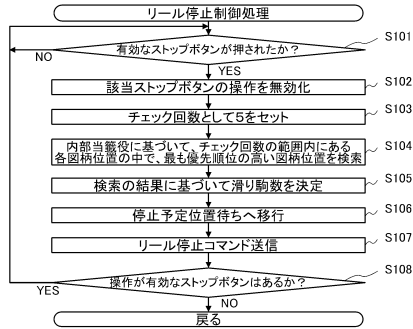 リール停止制御処理
S101
有効なストップボタンが押されたか？
NO
YES
S102
該当ストップボタンの操作を無効化
S103
チェック回数として5をセット
S104
内部当籤役に基づいて、チェック回数の範囲内にある
各図柄位置の中で、最も優先順位の高い図柄位置を検索
S105
検索の結果に基づいて滑り駒数を決定
S106
停止予定位置待ちへ移行
S107
リール停止コマンド送信
S108
操作が有効なストップボタンはあるか？
YES
NO
戻る